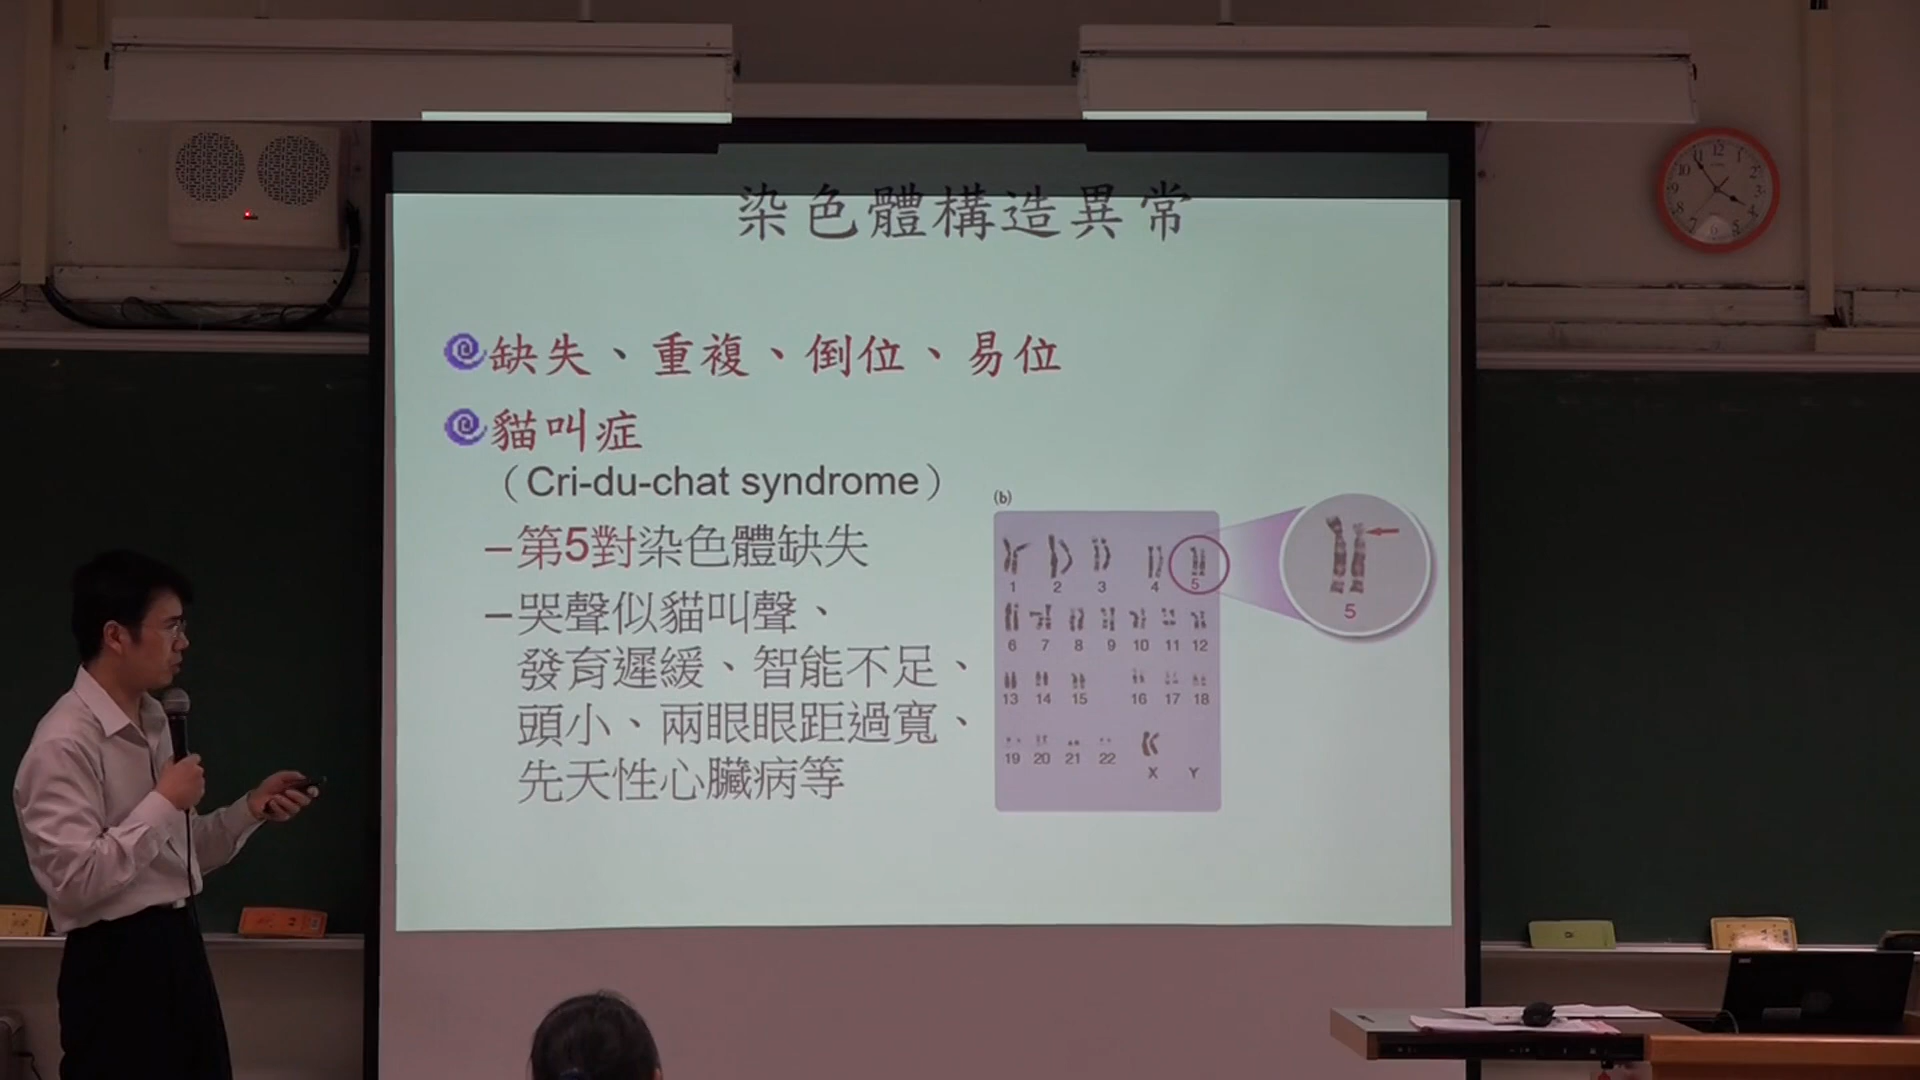 染色體構造異常
缺失、重複、倒位、易位
貓叫症
（Cri-du-chat syndrome）
–第5對染色體缺失
–哭聲似貓叫聲、
發育遲緩、智能不足、
頭小、兩眼眼距過寬、
先天性心臟病等
(b)
1 2 3 4 5
6 7 8 9 10 11 12
13 14 15 16 17 18
19 20 21 22 X Y
5